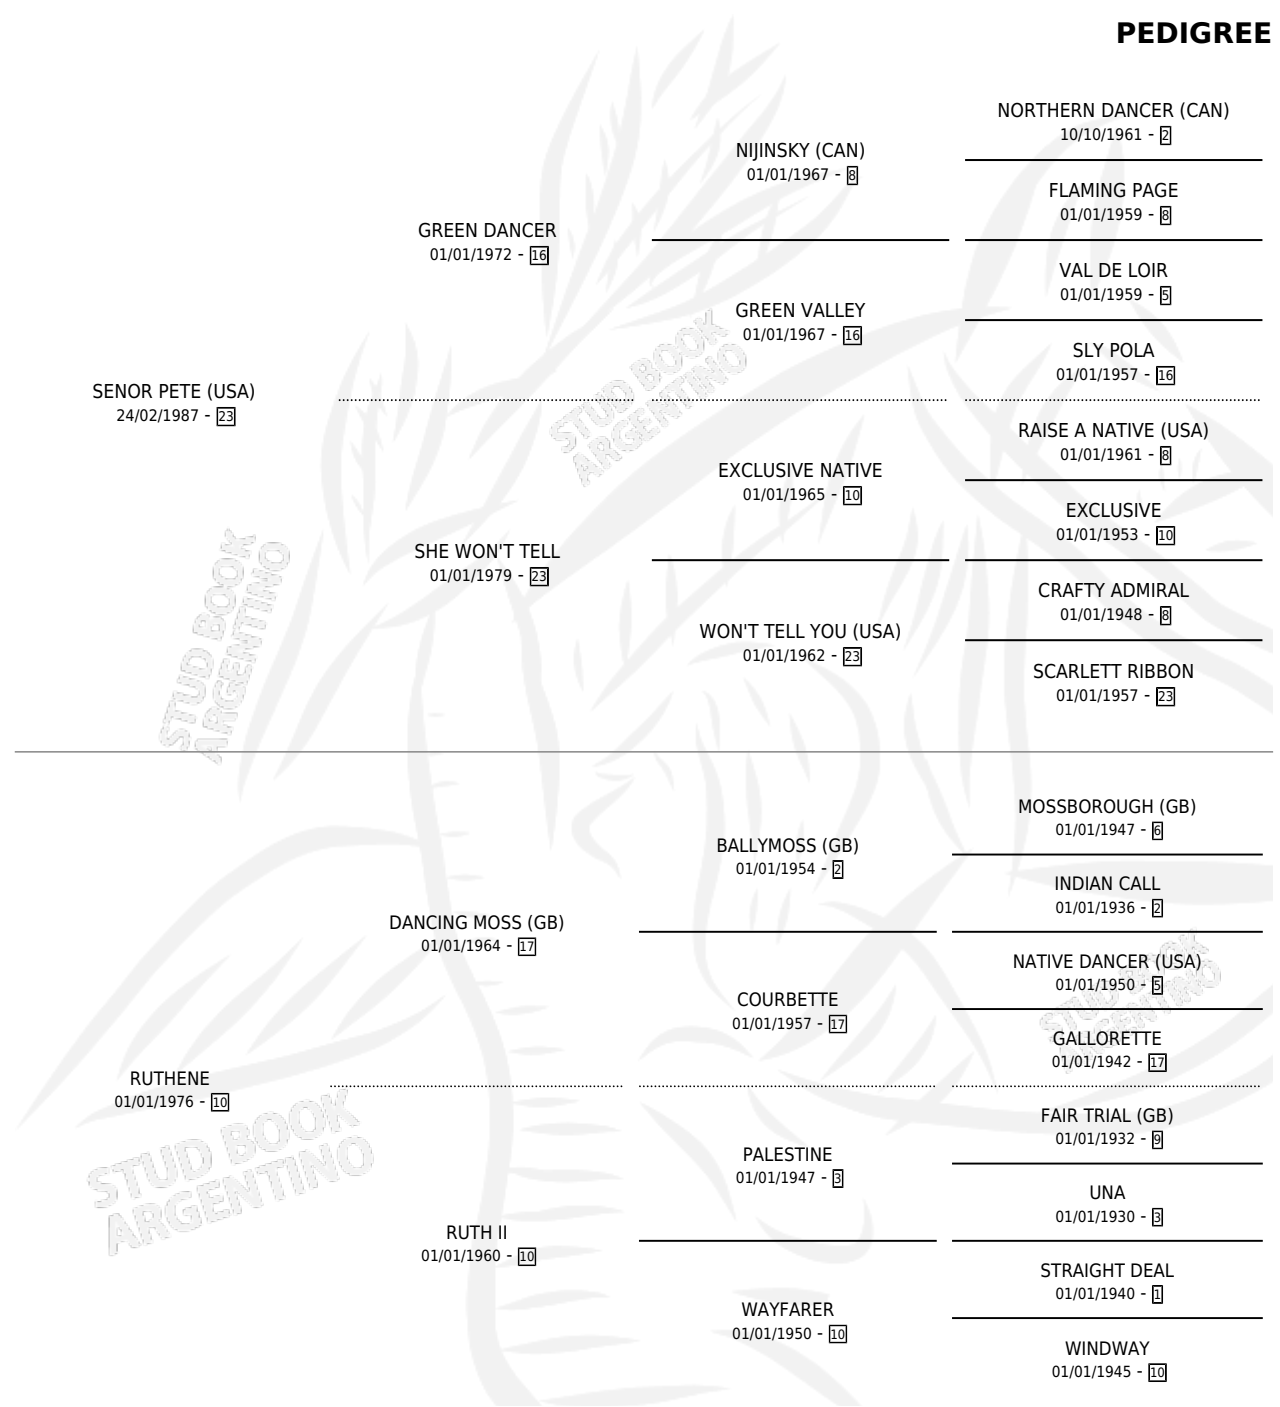 PEDIGREE
NORTHERN DANCER (CAN)
10/10/1961 - 2
NIJINSKY (CAN)
01/01/1967 - 8
FLAMING PAGE
01/01/1959 - 8
GREEN DANCER
01/01/1972 - 16
VAL DE LOIR
01/01/1959 - 5
GREEN VALLEY
01/01/1967 - 16
SLY POLA
01/01/1957 - 16
SENOR PETE (USA)
24/02/1987 - 23
RAISE A NATIVE (USA)
01/01/1961 - 8
EXCLUSIVE NATIVE
01/01/1965 - 10
EXCLUSIVE
01/01/1953 - 10
SHE WON'T TELL
01/01/1979 - 23
CRAFTY ADMIRAL
01/01/1948 - 8
WON'T TELL YOU (USA)
01/01/1962 - 23
SCARLETT RIBBON
01/01/1957 - 23
MOSSBOROUGH (GB)
01/01/1947 - 6
BALLYMOSS (GB)
01/01/1954 - 2
INDIAN CALL
01/01/1936 - 2
DANCING MOSS (GB)
01/01/1964 - 17
NATIVE DANCER (USA)
01/01/1950 - 5
COURBETTE
01/01/1957 - 17
GALLORETTE
01/01/1942 - 17
RUTHENE
01/01/1976 - 10
FAIR TRIAL (GB)
01/01/1932 - 9
PALESTINE
01/01/1947 - 3
UNA
01/01/1930 - 3
RUTH II
01/01/1960 - 10
STRAIGHT DEAL
01/01/1940 - 1
WAYFARER
01/01/1950 - 10
WINDWAY
01/01/1945 - 10
STUD BOOK
ARGENTINO
STUD BOOK
ARGENTINO
STUD BOOK
ARGENTINO
STUD BOOK
ARGENTINO